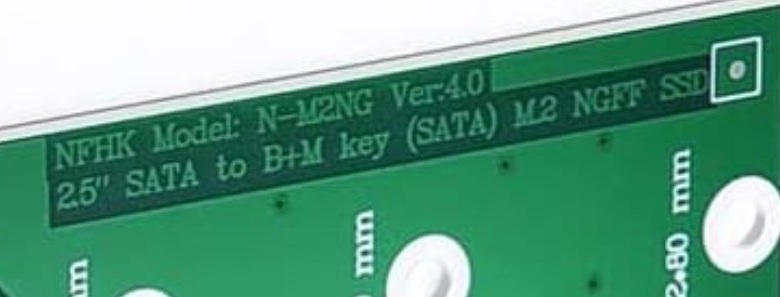 NFHK Model: N-M2NG Ver:4.0
2.5" SATA to B+M key (SATA) M.2 NGFF SSD
mm
mm
2*80 mm